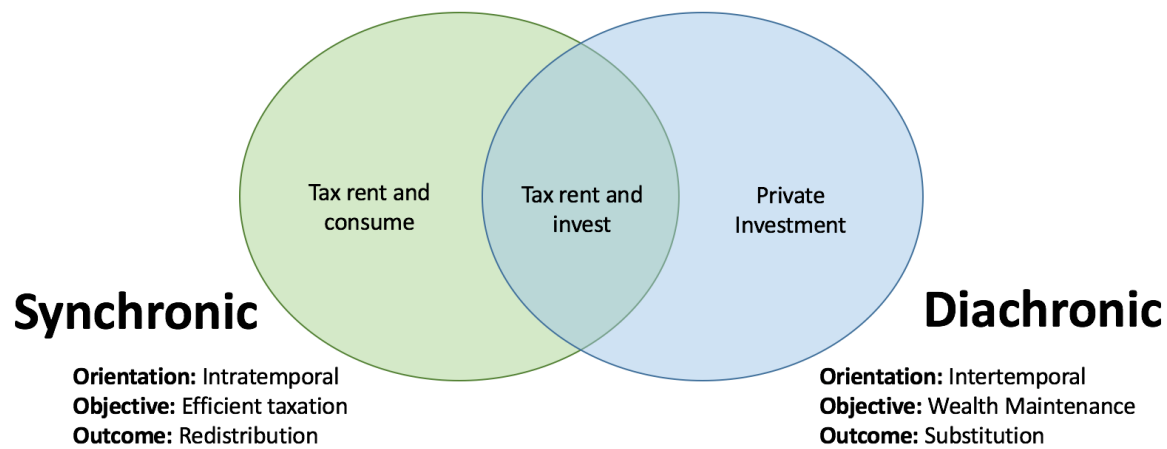 Tax rent and
consume
Tax rent and
invest
Private
Investment
Synchronic
Orientation: Intratemporal
Objective: Efficient taxation
Outcome: Redistribution
Diachronic
Orientation: Intertemporal
Objective: Wealth Maintenance
Outcome: Substitution